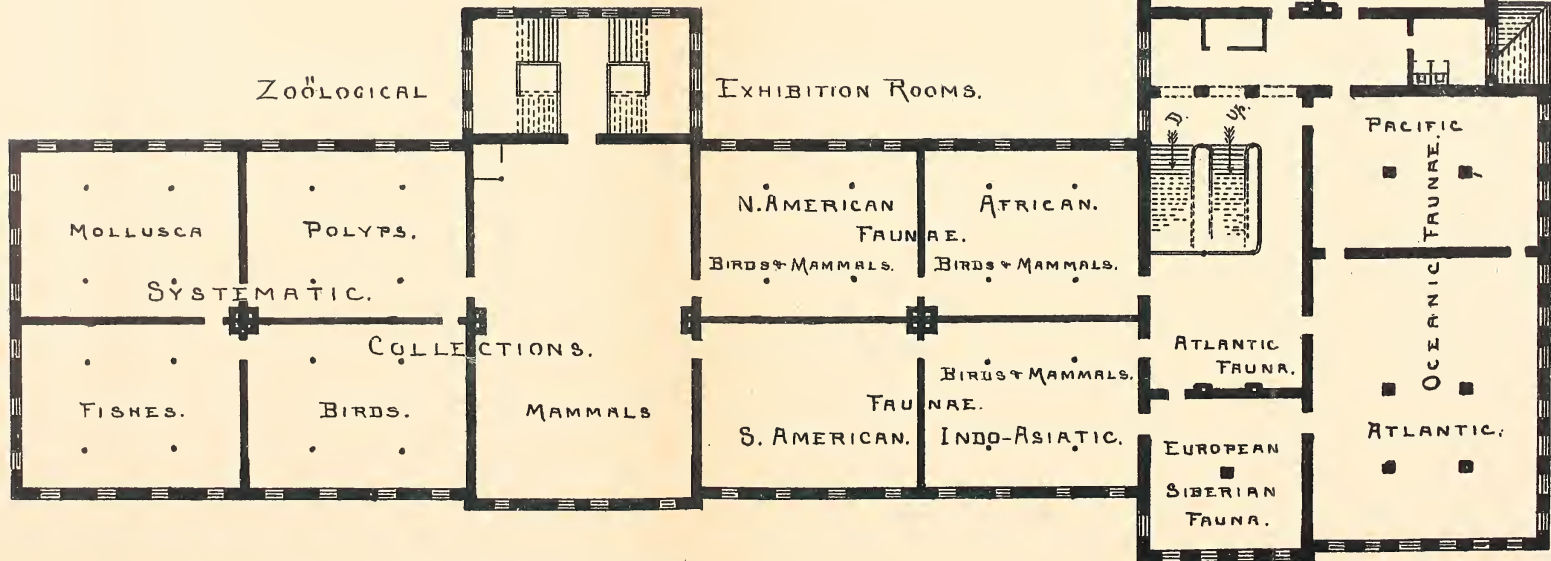 ZOÖLOGICAL EXHIBITION ROOMS.
MOLLUSCA
POLYPS.
SYSTEMATIC.
COLLECTIONS.
FISHES.
BIRDS.
MAMMALS
N. AMERICAN
AFRICAN.
FAUNAE.
BIRDS & MAMMALS.
BIRDS & MAMMALS.
BIRDS & MAMMALS.
FAUNAE.
S. AMERICAN.
INDO-ASIATIC.
D.
UP.
ATLANTIC
FAUNA.
EUROPEAN
SIBERIAN
FAUNA.
PACIFIC
OCEANIC FAUNAE.
ATLANTIC.